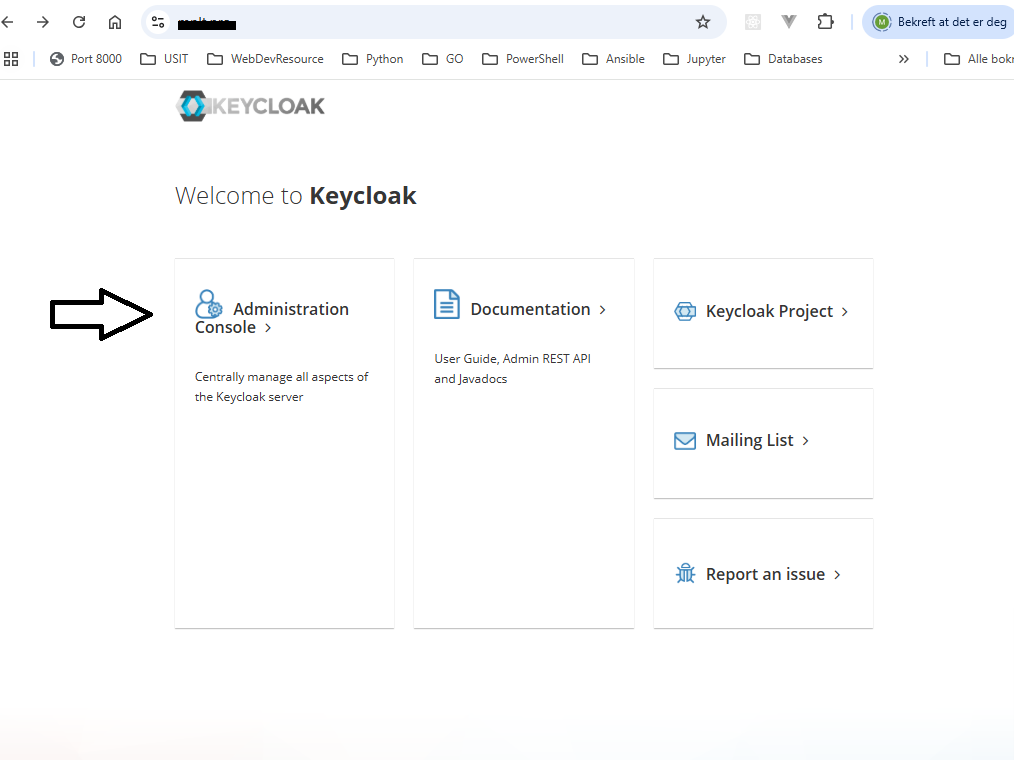 M Bekreft at det er deg
Port 8000 USIT WebDevResource Python GO PowerShell Ansible Jupyter Databases Alle
KEYCLOAK
Welcome to Keycloak
Administration
Console
Centrally manage all aspects of
the Keycloak server
Documentation
User Guide, Admin REST API
and Javadocs
Keycloak Project
Mailing List
Report an issue